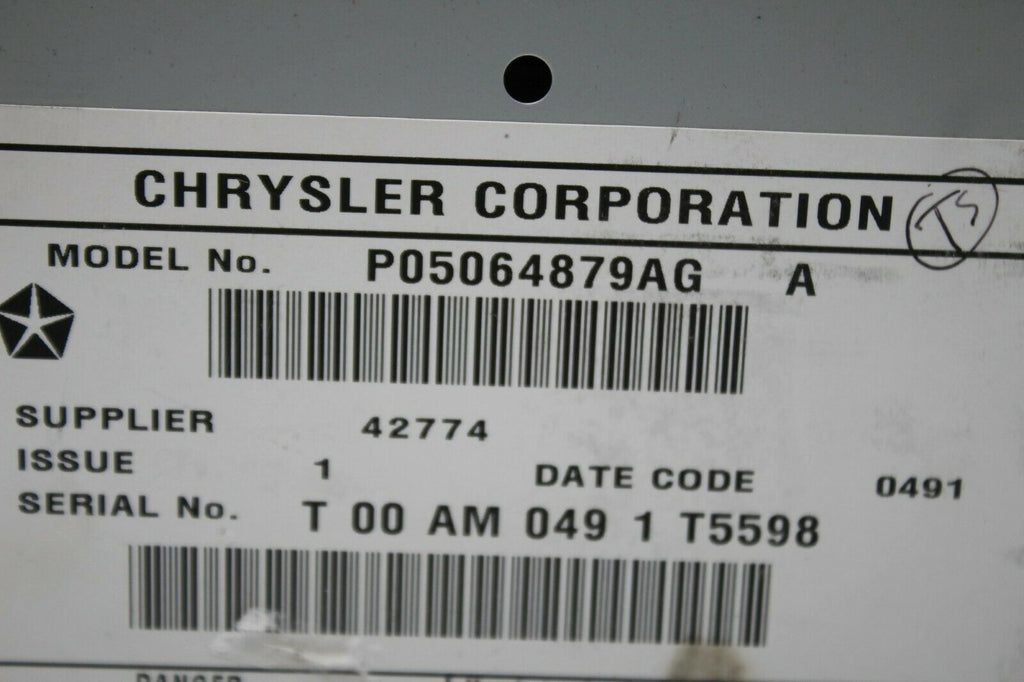 CHRYSLER CORPORATION
MODEL No. P05064879AG A
SUPPLIER 42774
ISSUE 1 DATE CODE 0491
SERIAL No. T 00 AM 049 1 T5598